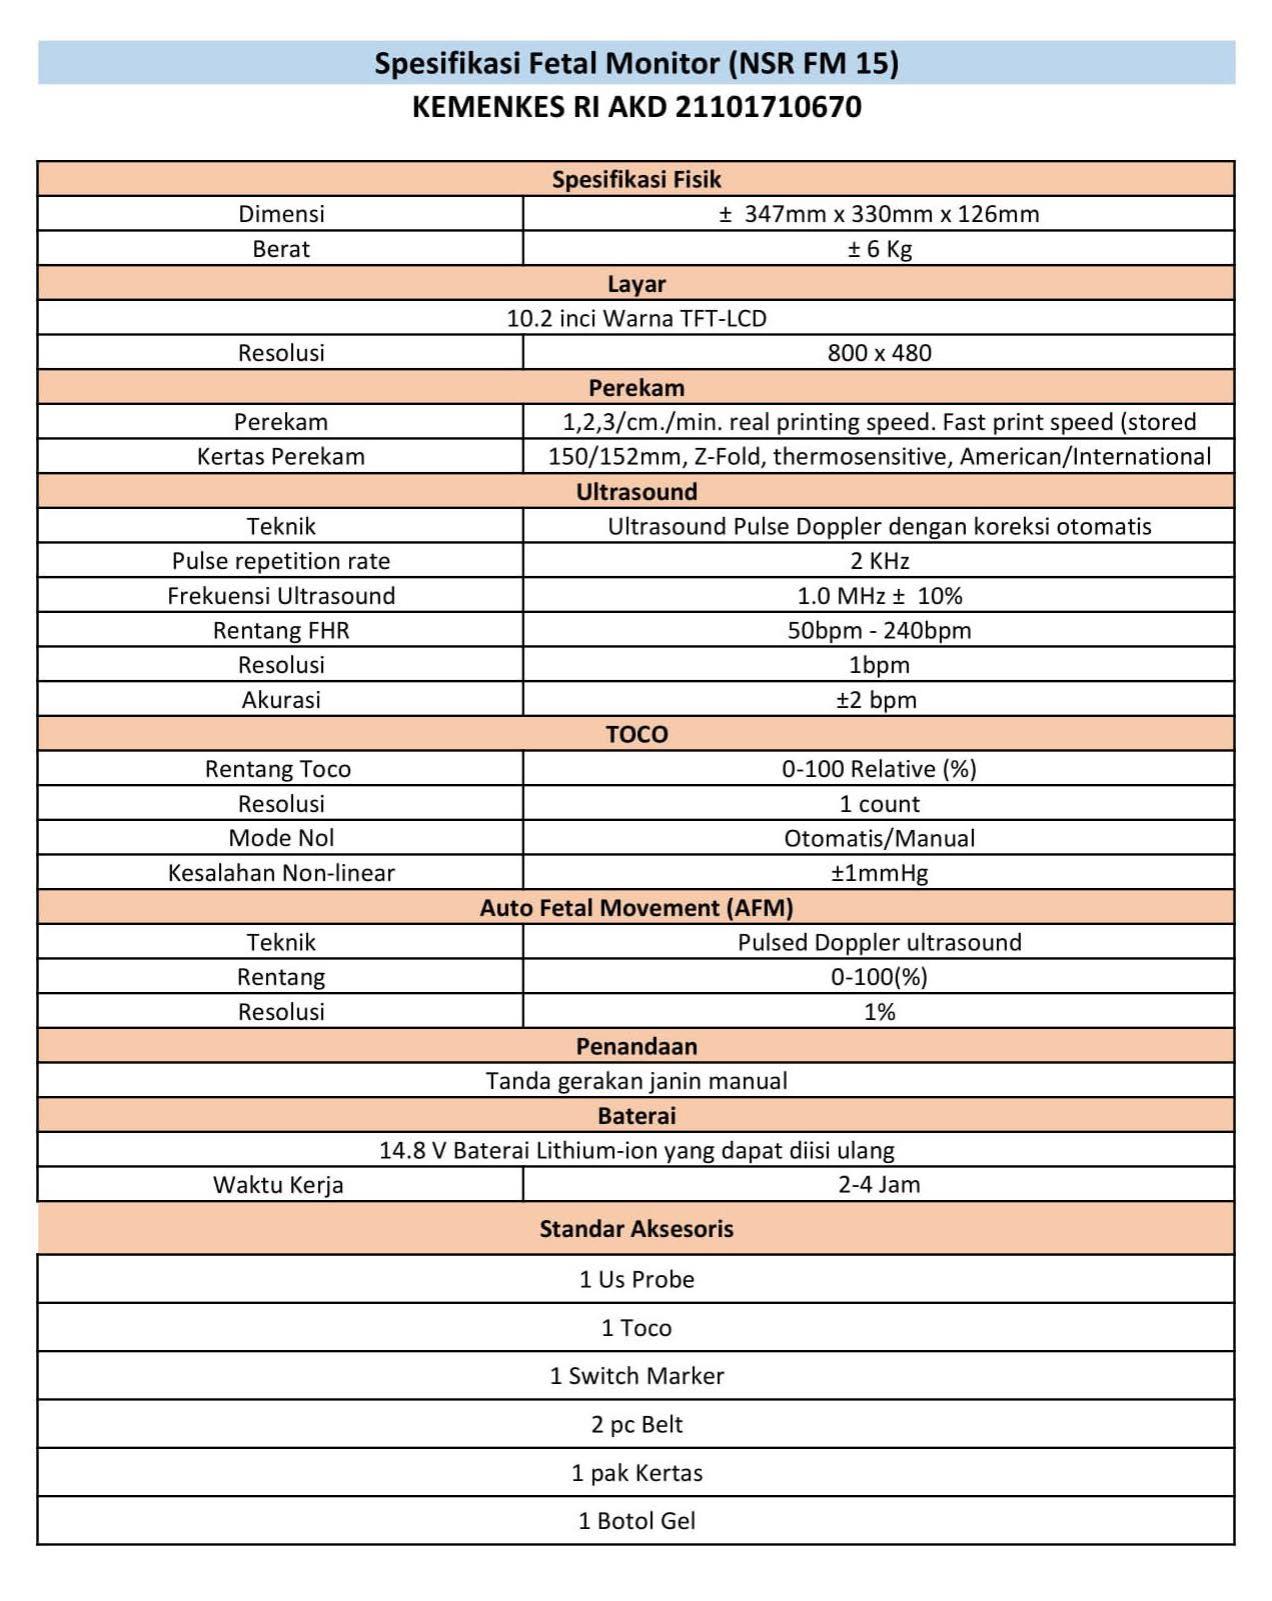 Spesifikasi Fetal Monitor (NSR FM 15)
KEMENKES RI AKD 21101710670
Spesifikasi Fisik
Dimensi ± 347mm x 330mm x 126mm
Berat ± 6 Kg
Layar
10.2 inci Warna TFT-LCD
Resolusi 800 x 480
Perekam
Perekam 1,2,3/cm./min. real printing speed. Fast print speed (stored
Kertas Perekam 150/152mm, Z-Fold, thermosensitive, American/International
Ultrasound
Teknik Ultrasound Pulse Doppler dengan koreksi otomatis
Pulse repetition rate 2 KHz
Frekuensi Ultrasound 1.0 MHz ± 10%
Rentang FHR 50bpm - 240bpm
Resolusi 1bpm
Akurasi ±2 bpm
TOCO
Rentang Toco 0-100 Relative (%)
Resolusi 1 count
Mode Nol Otomatis/Manual
Kesalahan Non-linear ±1mmHg
Auto Fetal Movement (AFM)
Teknik Pulsed Doppler ultrasound
Rentang 0-100(%)
Resolusi 1%
Penandaan
Tanda gerakan janin manual
Baterai
14.8 V Baterai Lithium-ion yang dapat diisi ulang
Waktu Kerja 2-4 Jam
Standar Aksesoris
1 Us Probe
1 Toco
1 Switch Marker
2 pc Belt
1 pak Kertas
1 Botol Gel